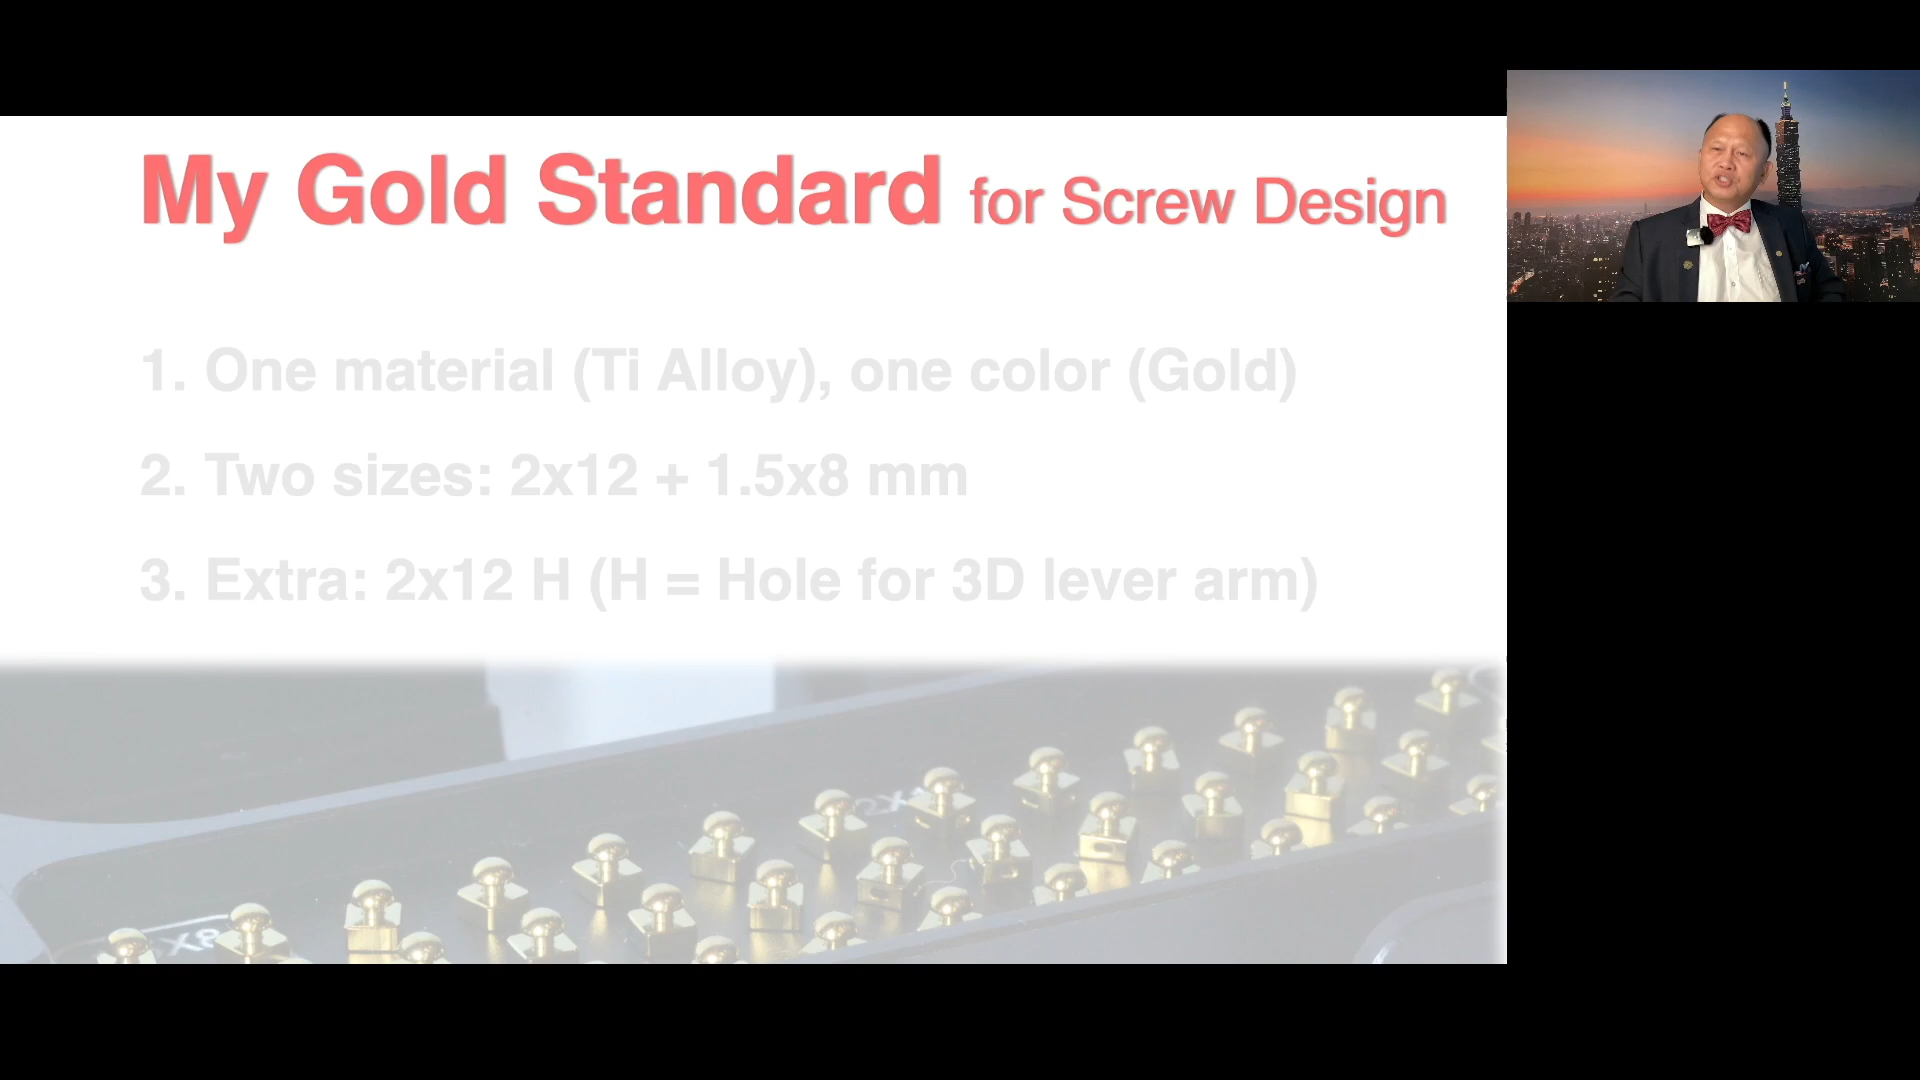 My Gold Standard for Screw Design
1. One material (Ti Alloy), one color (Gold)
2. Two sizes: 2x12 + 1.5x8 mm
3. Extra: 2x12 H (H = Hole for 3D lever arm)